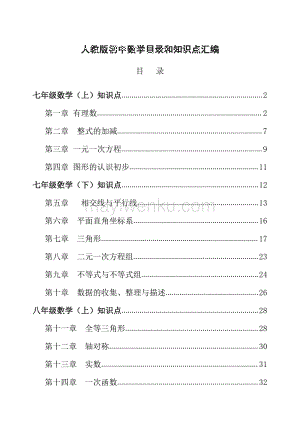 人教版初中数学目录和知识点汇编
目 录
七年级数学（上）知识点 2
第一章 有理数 2
第二章 整式的加减 7
第三章 一元一次方程 9
第四章 图形的认识初步 11
七年级数学（下）知识点 12
第五章 相交线与平行线 13
第六章 平面直角坐标系 16
第七章 三角形 17
第八章 二元一次方程组 23
第九章 不等式与不等式组 24
第十章 数据的收集、整理与描述 26
八年级数学（上）知识点 28
第十一章 全等三角形 28
第十二章 轴对称 30
第十三章 实数 31
第十四章 一次函数 32